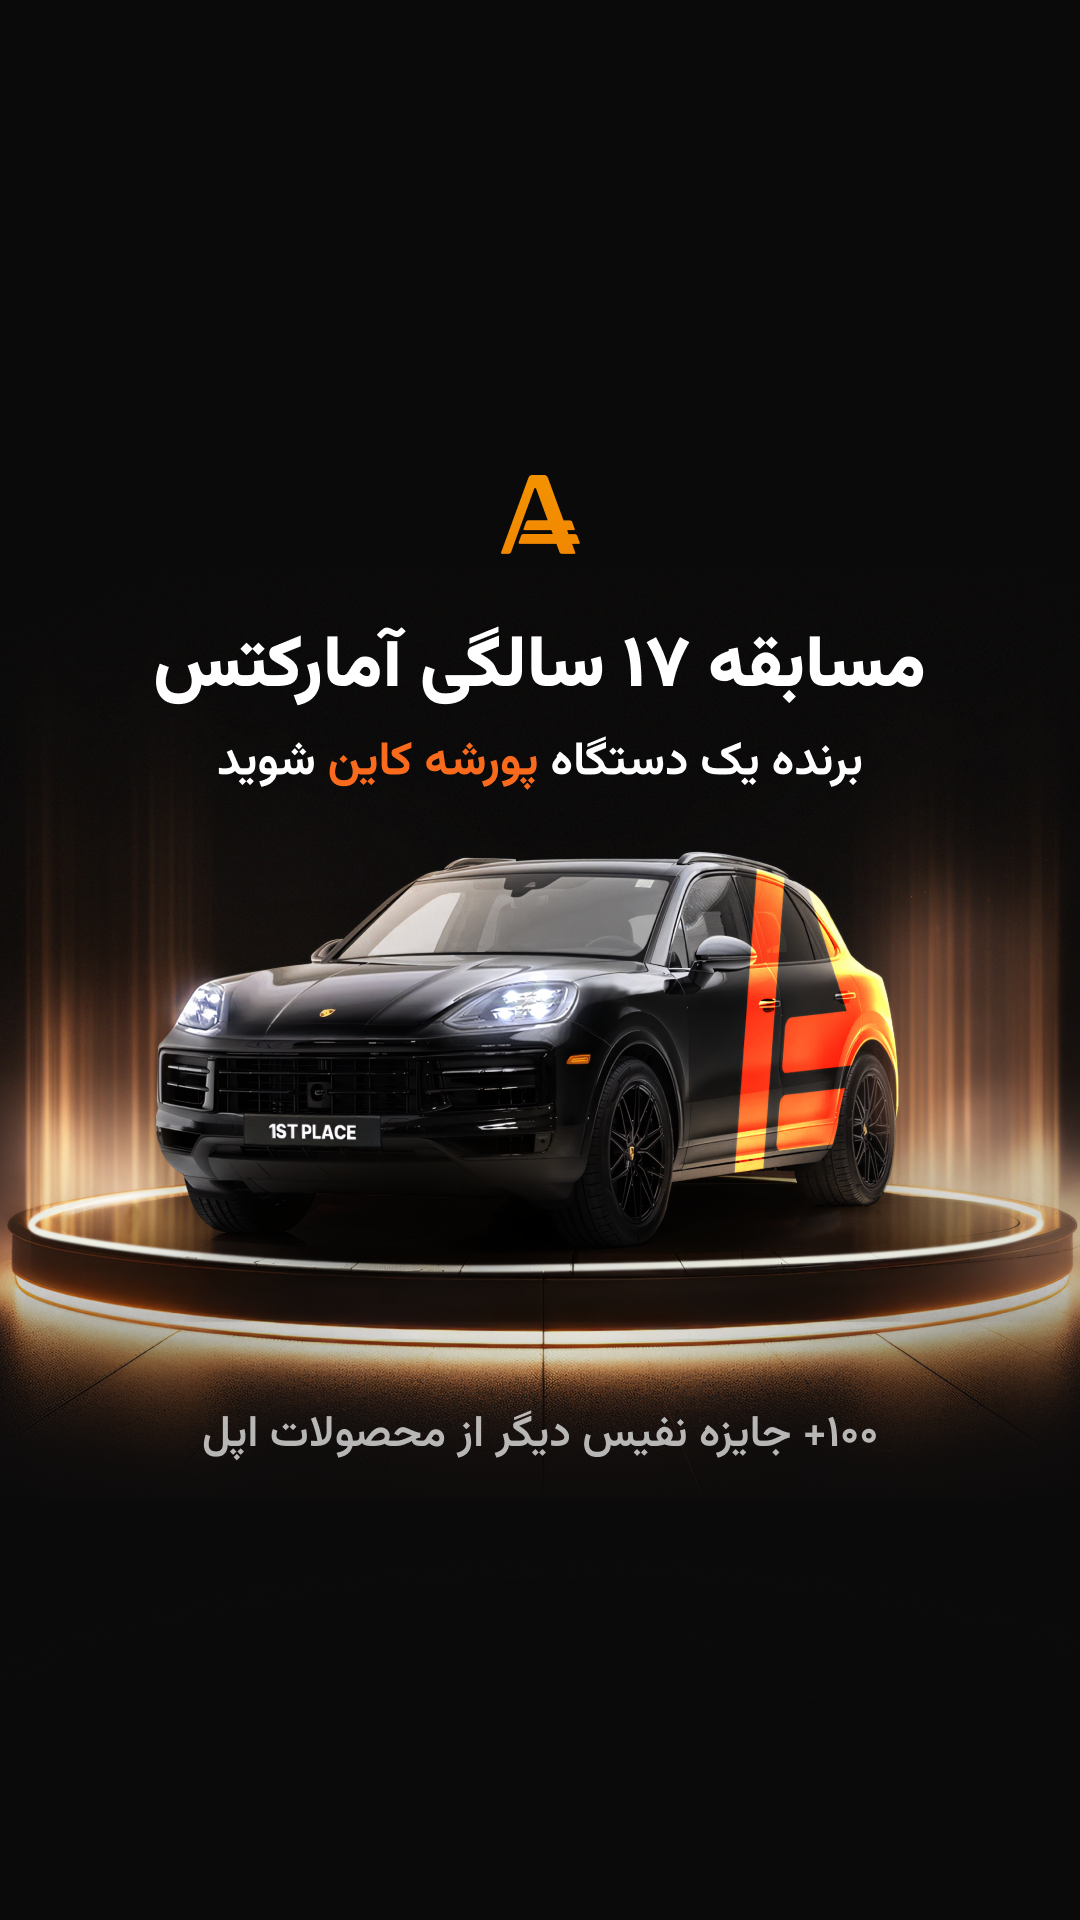 مسابقه ۱۷ سالگی آمارکتس
برنده یک دستگاه پورشه کاین شوید
1ST PLACE
۱۰۰+ جایزه نفیس دیگر از محصولات اپل